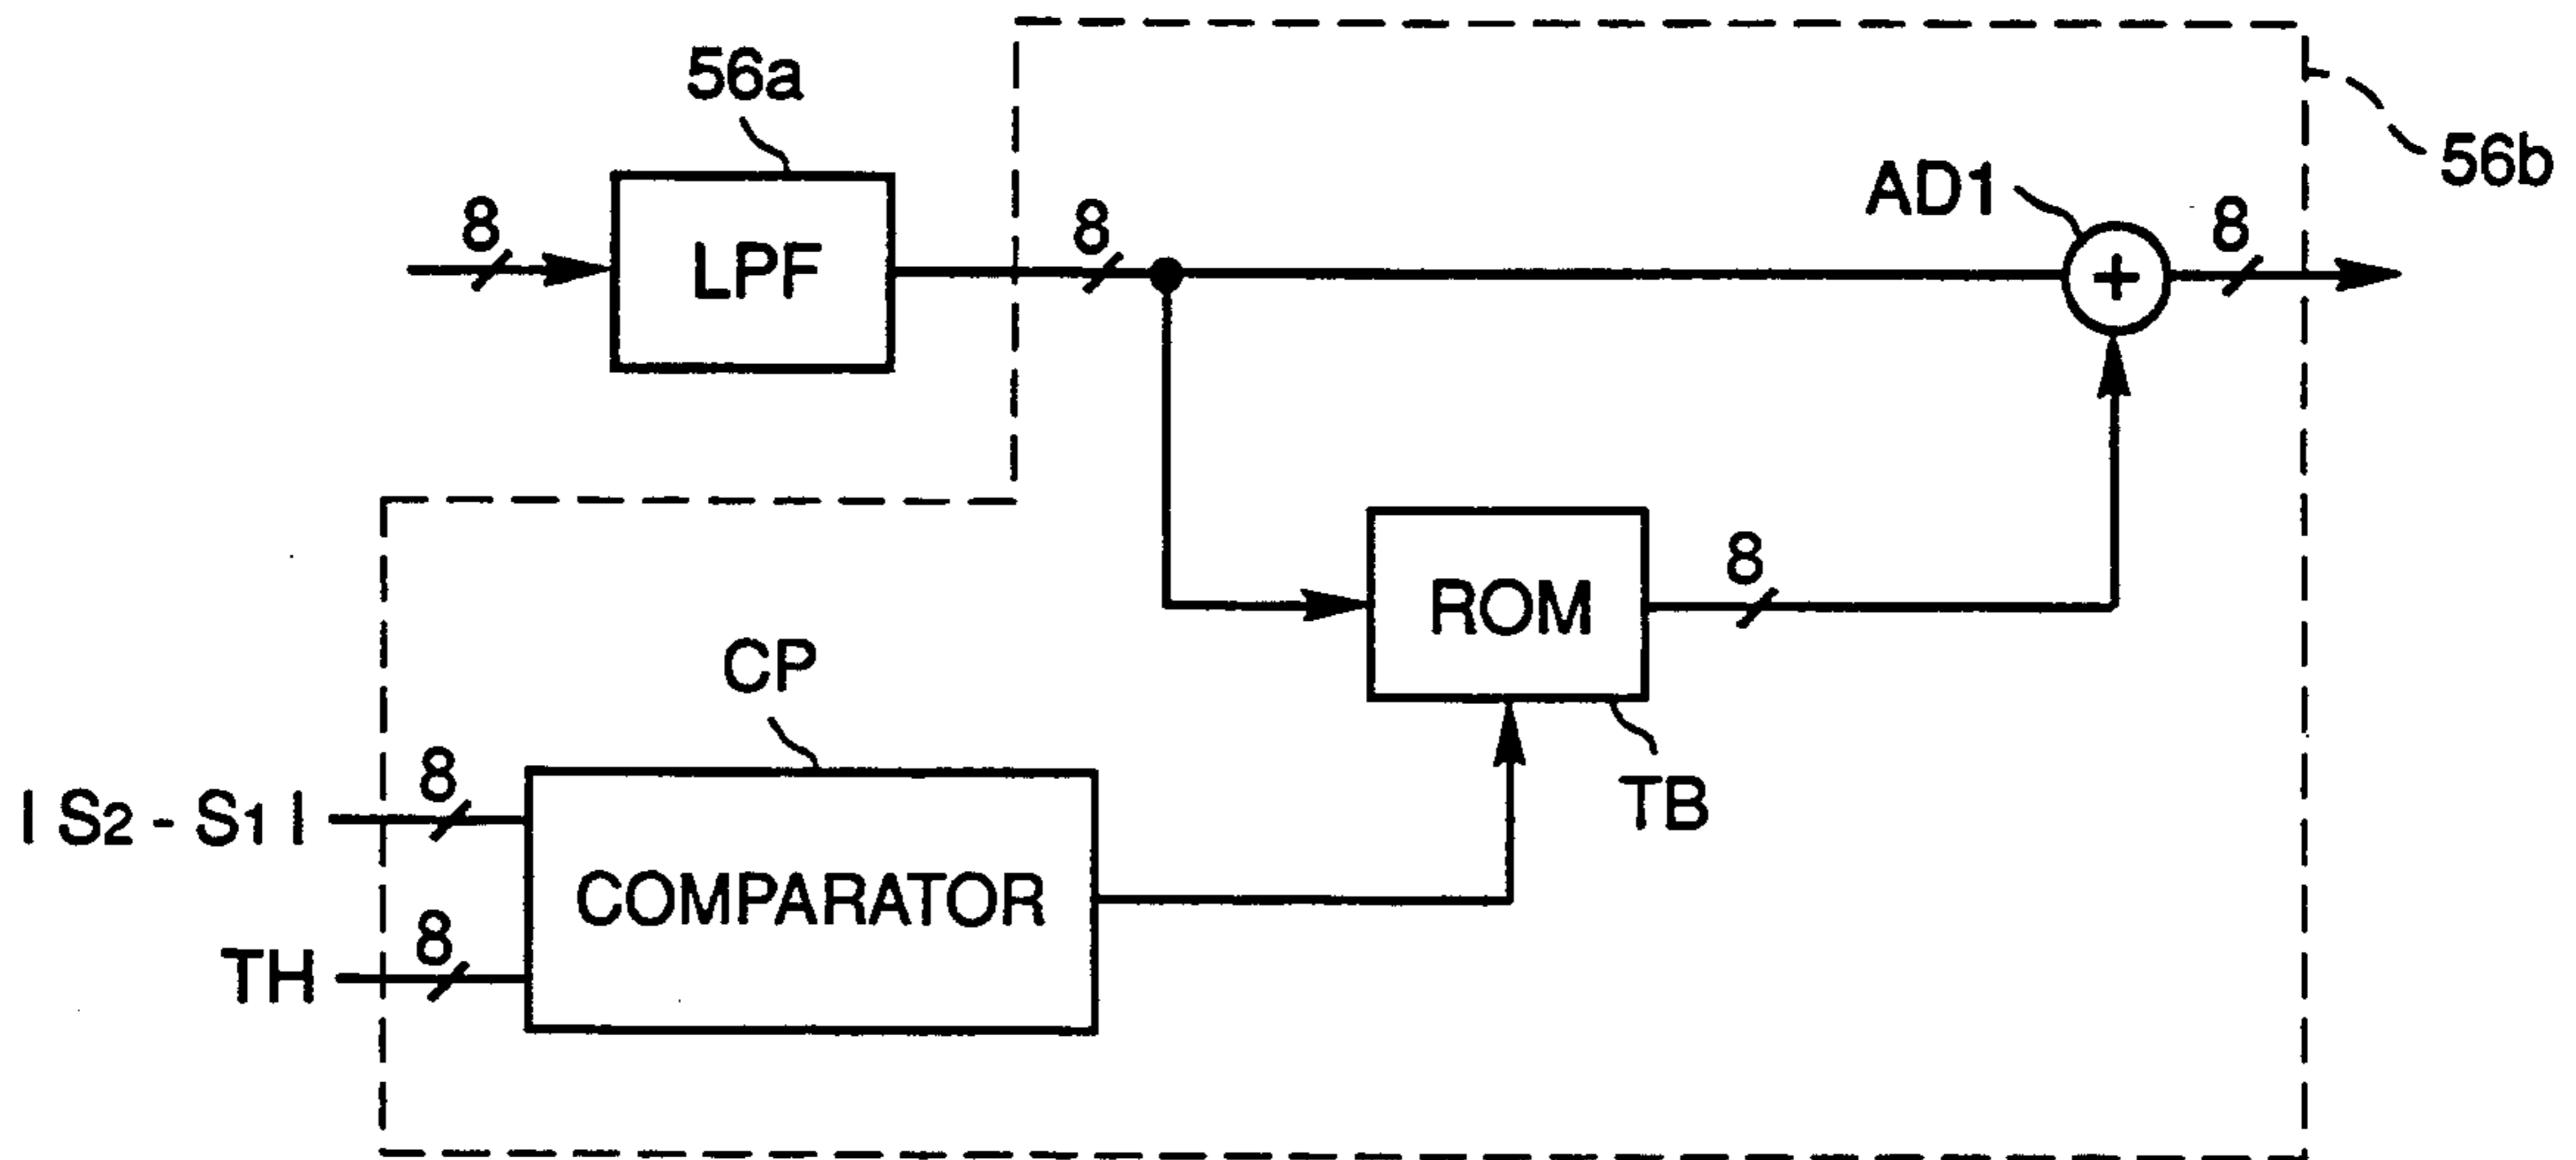 56a
56b
AD1
8
LPF
8
8
ROM
8
CP
TB
| S2 - S1 |
8
COMPARATOR
TH
8